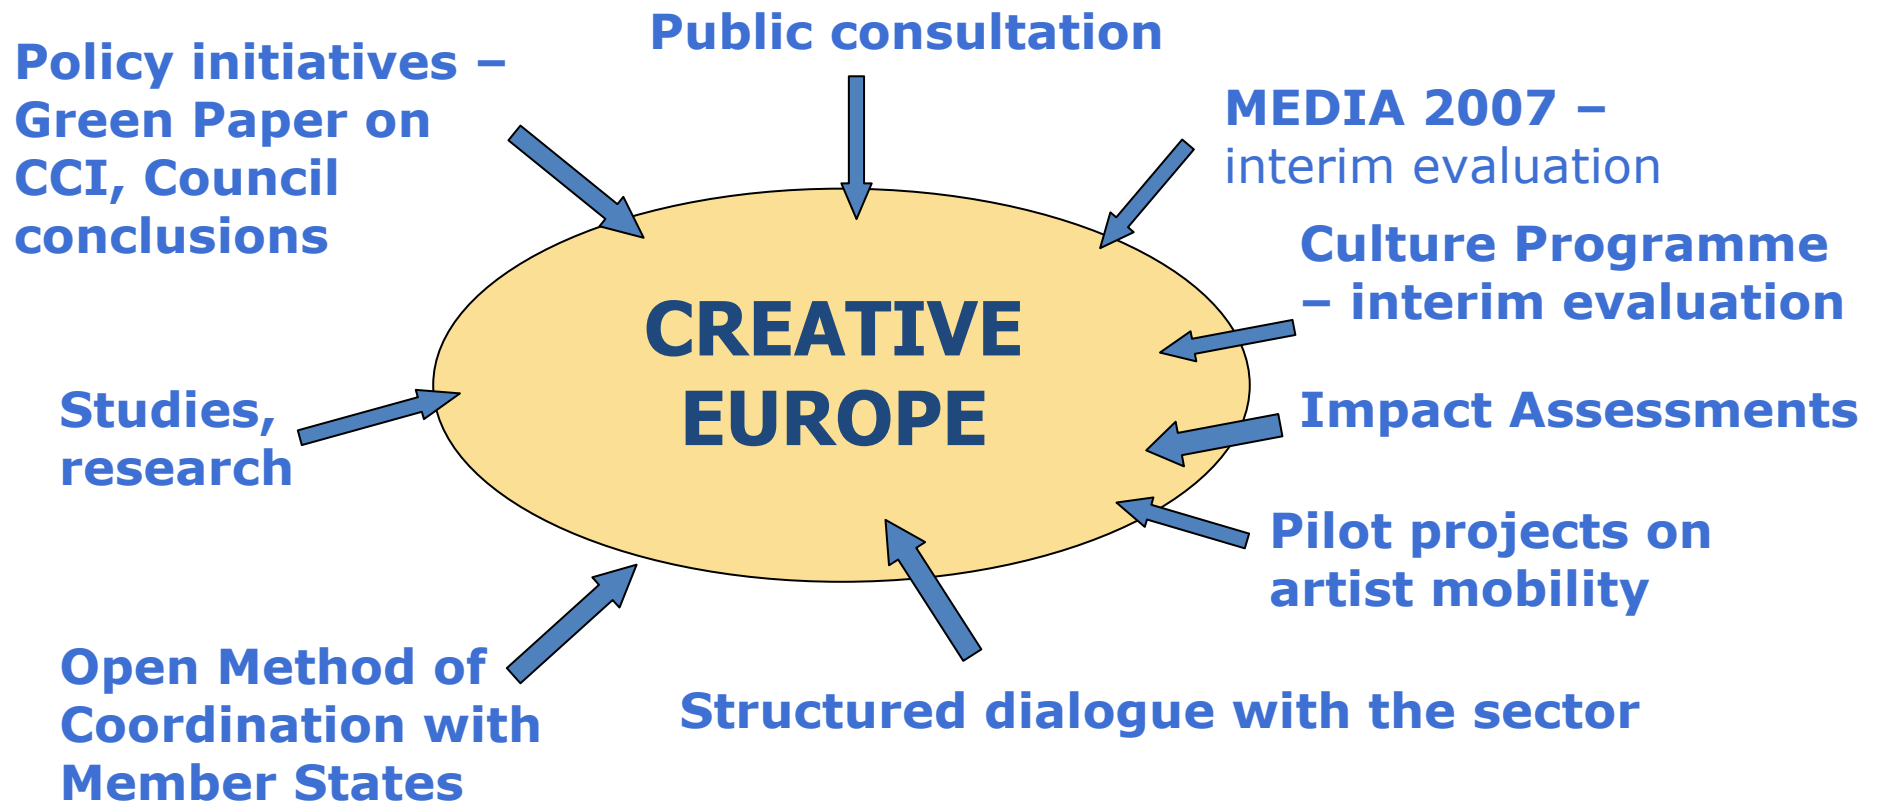 Public consultation
Policy initiatives –
Green Paper on
CCI, Council
conclusions
MEDIA 2007 –
interim evaluation
Culture Programme
– interim evaluation
CREATIVE
EUROPE
Studies,
research
Impact Assessments
Pilot projects on
artist mobility
Open Method of
Coordination with
Member States
Structured dialogue with the sector